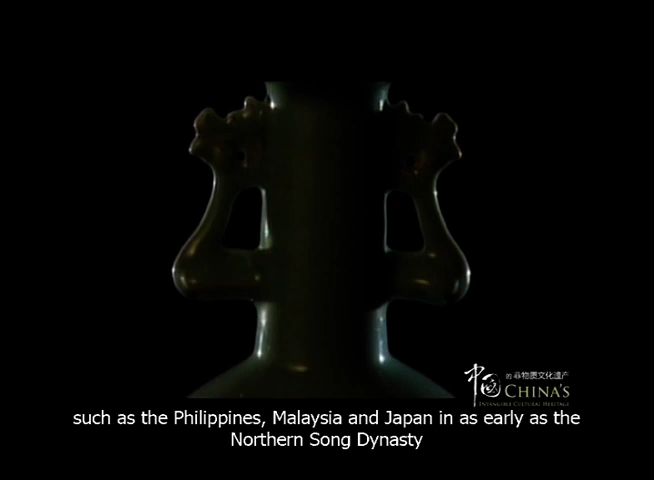 中国 的非物质文化遗产
CHINA'S
INTANGIBLE CULTURAL HERITAGE
such as the Philippines, Malaysia and Japan in as early as the
Northern Song Dynasty